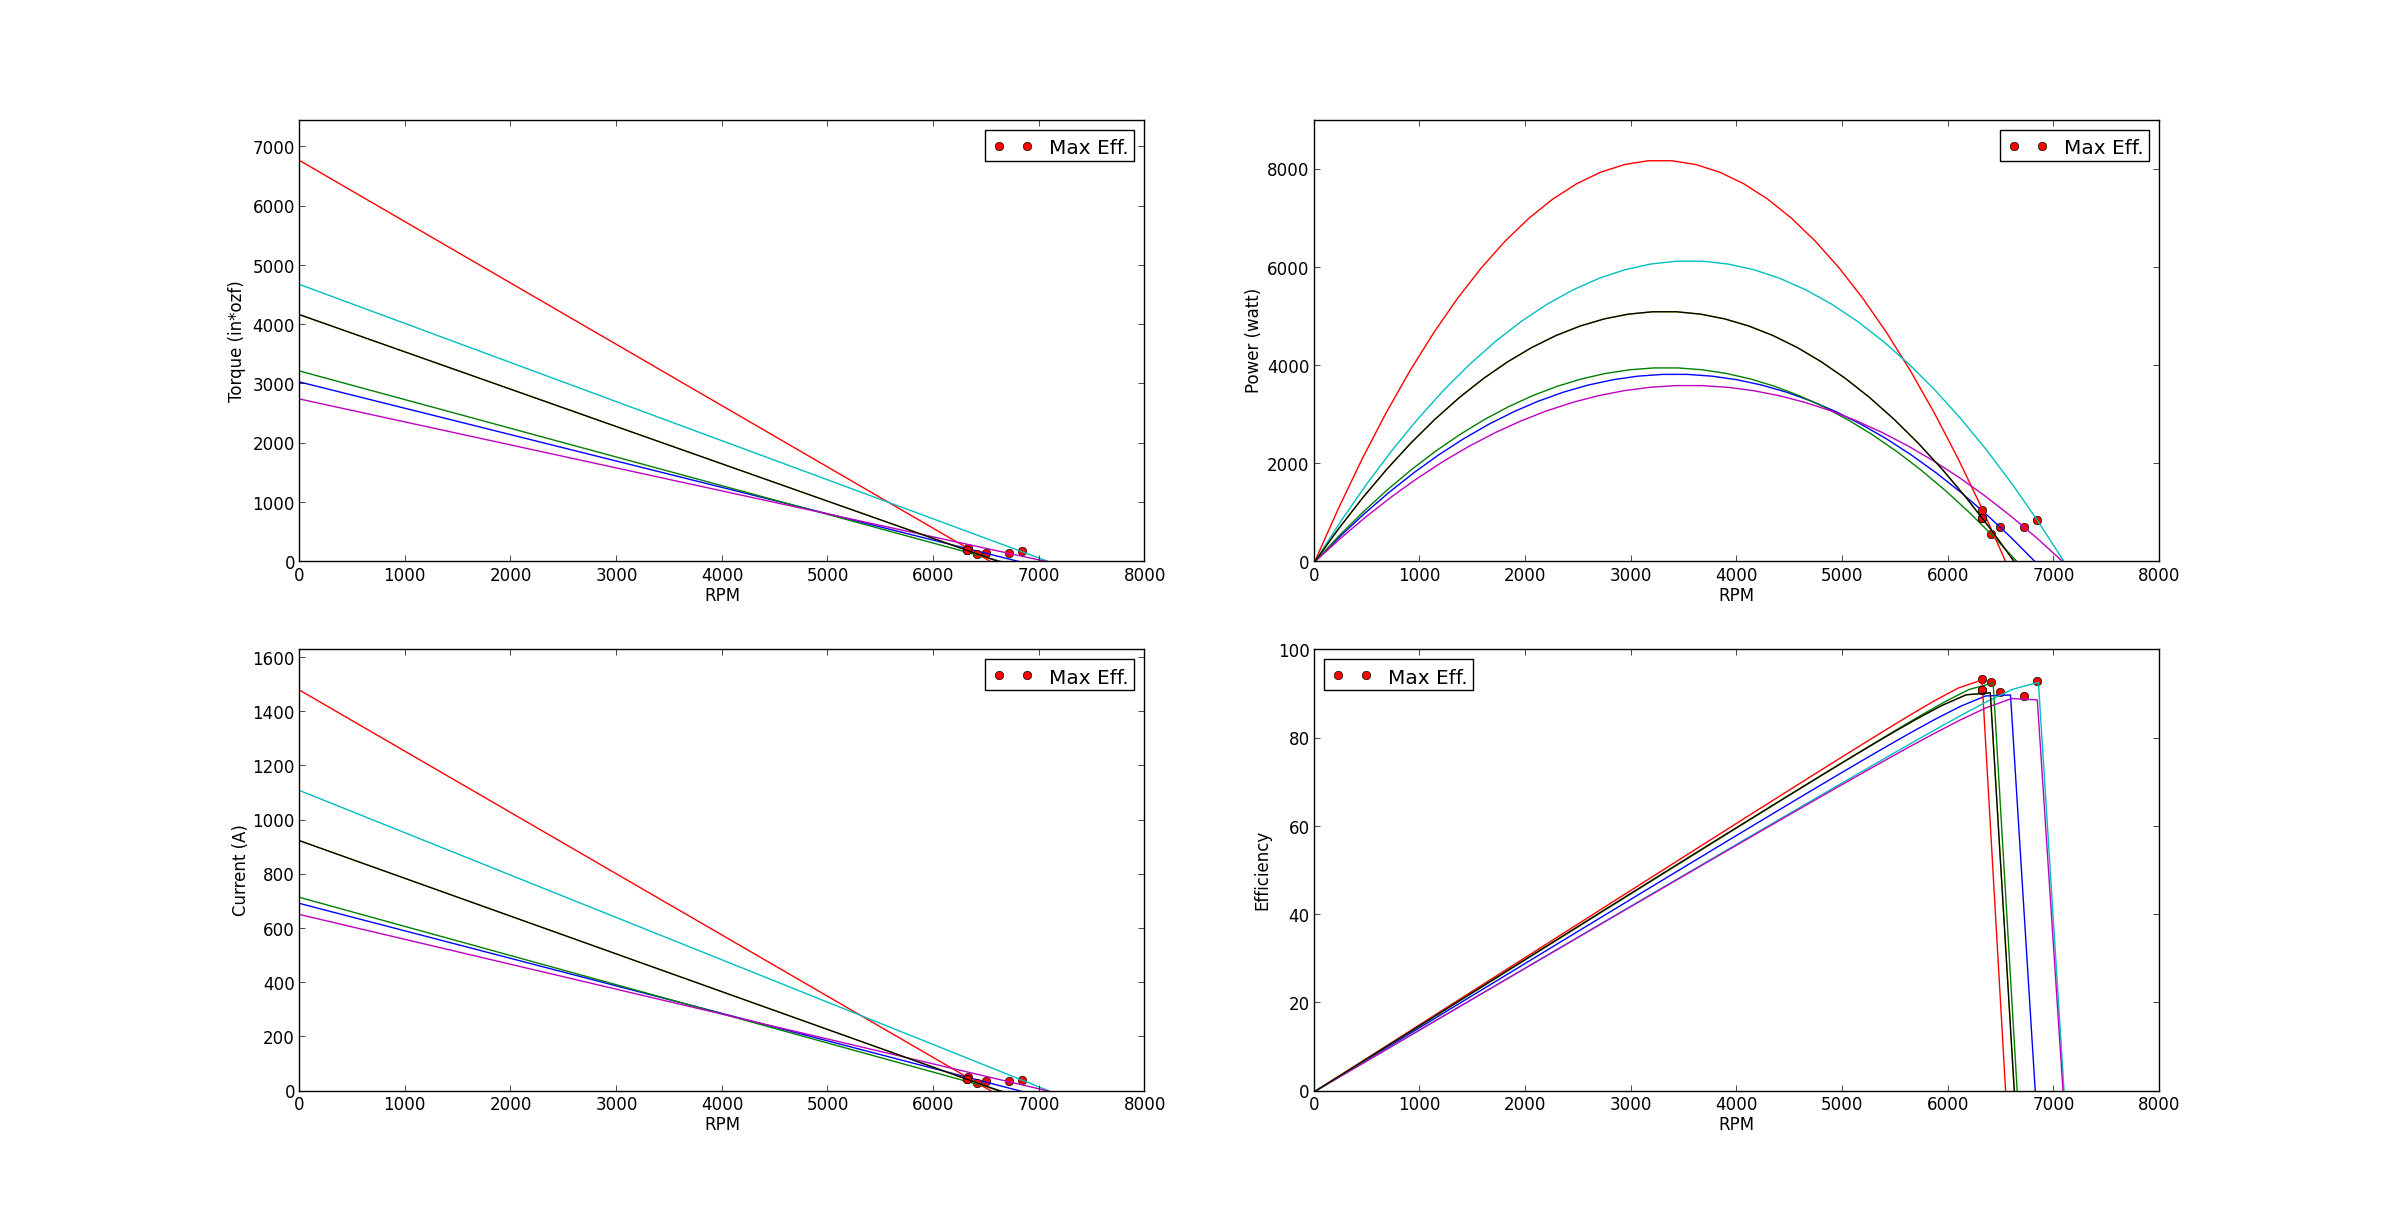 Max Eff.
7000
6000
5000
4000
3000
2000
1000
0
Torque (in*ozf)
0 1000 2000 3000 4000 5000 6000 7000 8000
RPM
Max Eff.
8000
6000
4000
2000
0
Power (watt)
0 1000 2000 3000 4000 5000 6000 7000 8000
RPM
Max Eff.
1600
1400
1200
1000
800
600
400
200
0
Current (A)
0 1000 2000 3000 4000 5000 6000 7000 8000
RPM
Max Eff.
100
80
60
40
20
0
Efficiency
0 1000 2000 3000 4000 5000 6000 7000 8000
RPM